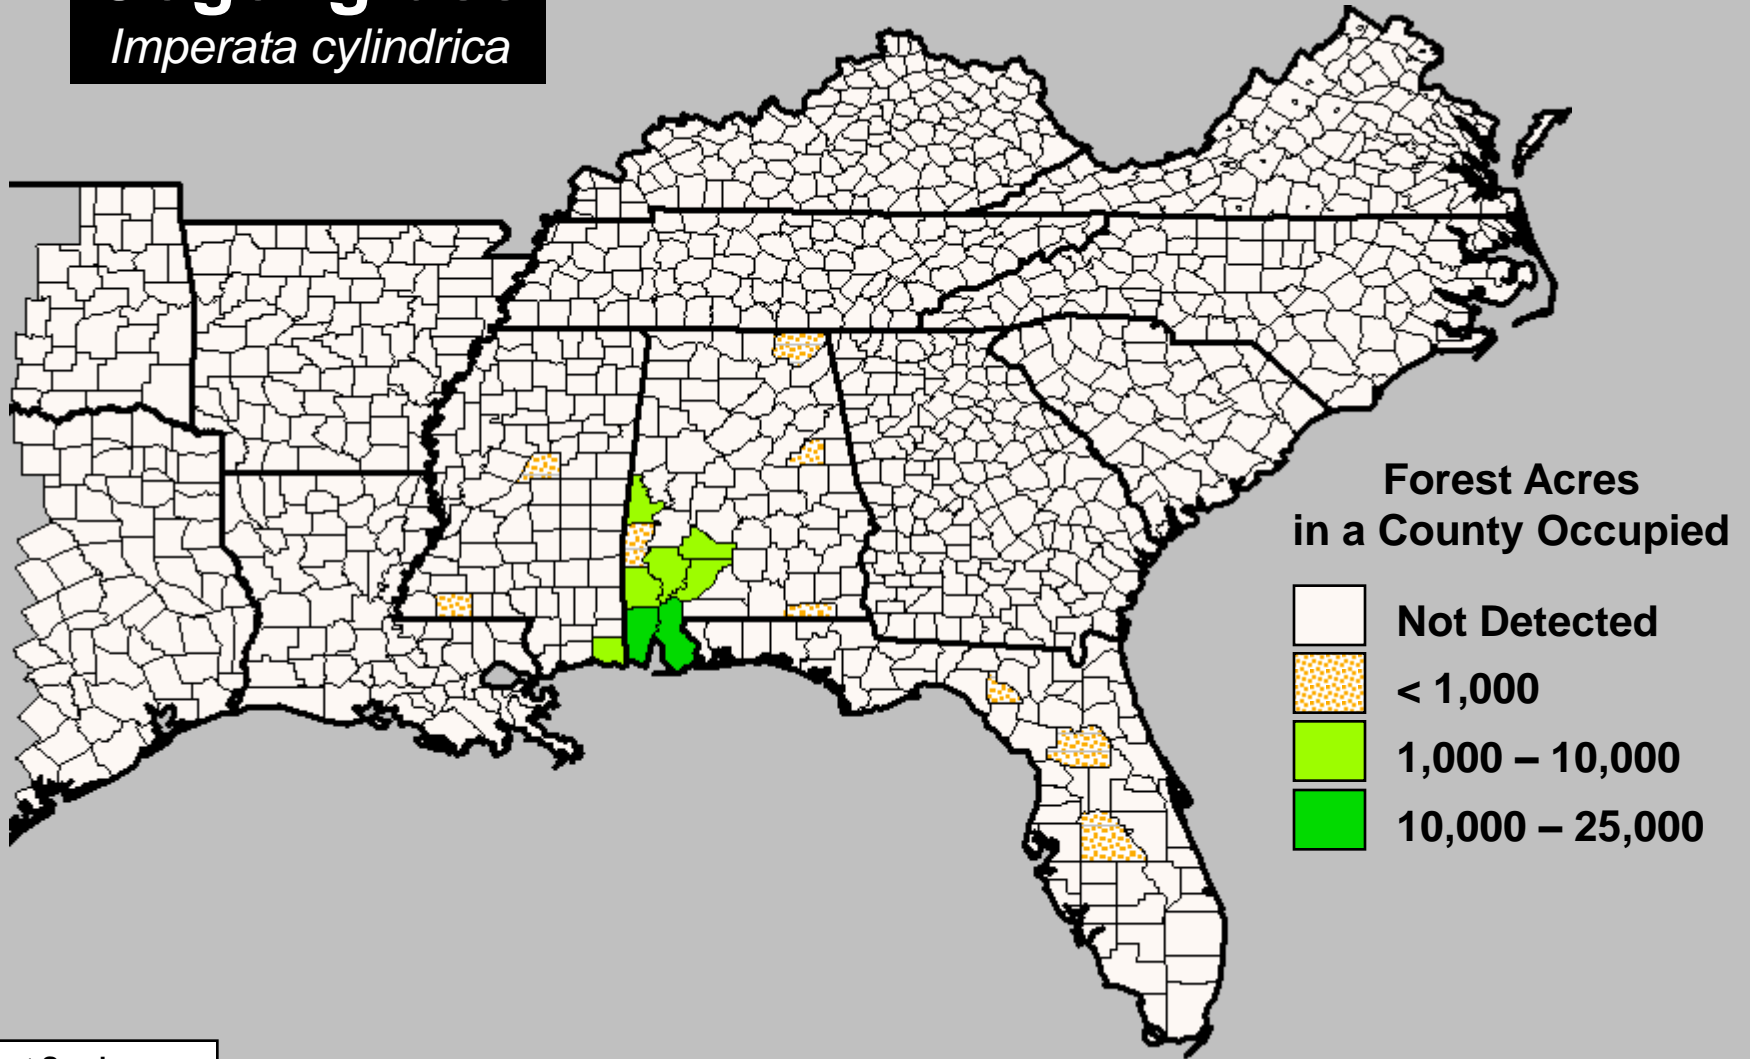 Imperata cylindrica
Forest Acres
in a County Occupied
Not Detected
< 1,000
1,000 – 10,000
10,000 – 25,000